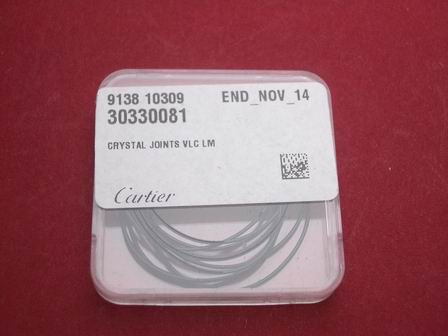 9138 10309 END_NOV_14
30330081
CRYSTAL JOINTS VLC LM
Cartier